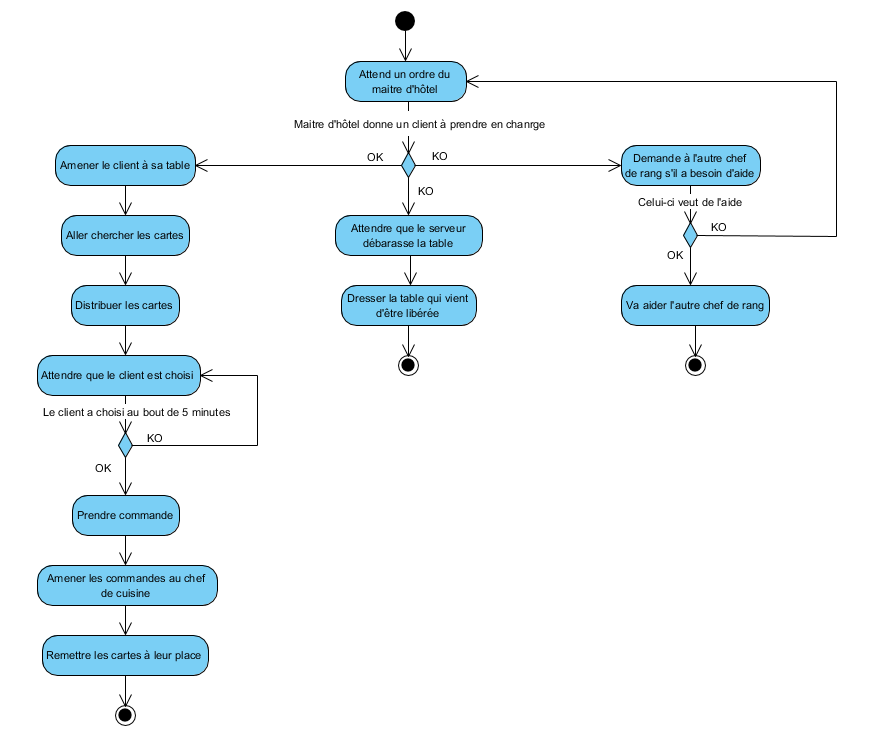 Attend un ordre du
maitre d'hôtel
Maitre d'hôtel donne un client à prendre en chanrge
OK
KO
KO
Amener le client à sa table
Aller chercher les cartes
Distribuer les cartes
Attendre que le client est choisi
Le client a choisi au bout de 5 minutes
KO
OK
Prendre commande
Amener les commandes au chef
de cuisine
Remettre les cartes à leur place
Attendre que le serveur
débarasse la table
Dresser la table qui vient
d'être libérée
Demande à l'autre chef
de rang s'il a besoin d'aide
Celui-ci veut de l'aide
KO
OK
Va aider l'autre chef de rang